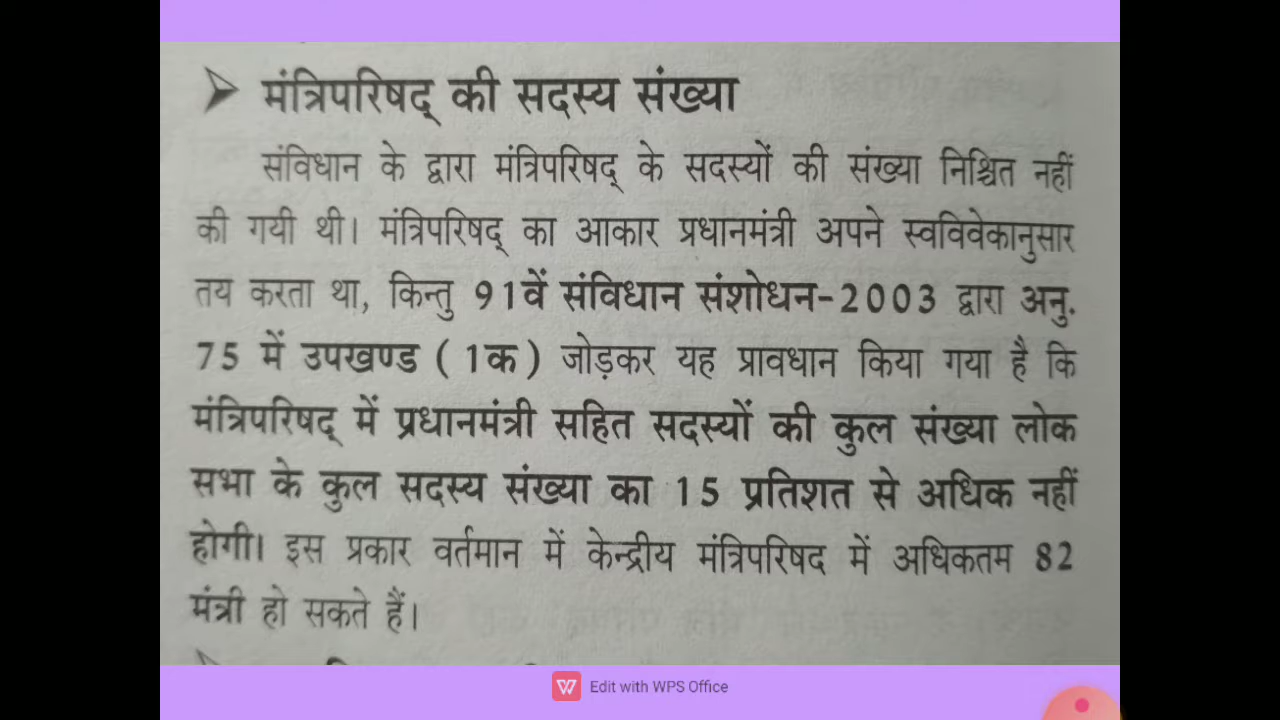 ➤ मंत्रिपरिषद् की सदस्य संख्या
संविधान के द्वारा मंत्रिपरिषद् के सदस्यों की संख्या निश्चित नहीं
की गयी थी। मंत्रिपरिषद् का आकार प्रधानमंत्री अपने स्वविवेकानुसार
तय करता था, किन्तु 91वें संविधान संशोधन-2003 द्वारा अनु.
75 में उपखण्ड ( 1क ) जोड़कर यह प्रावधान किया गया है कि
मंत्रिपरिषद् में प्रधानमंत्री सहित सदस्यों की कुल संख्या लोक
सभा के कुल सदस्य संख्या का 15 प्रतिशत से अधिक नहीं
होगी। इस प्रकार वर्तमान में केन्द्रीय मंत्रिपरिषद में अधिकतम 82
मंत्री हो सकते हैं।
Edit with WPS Office